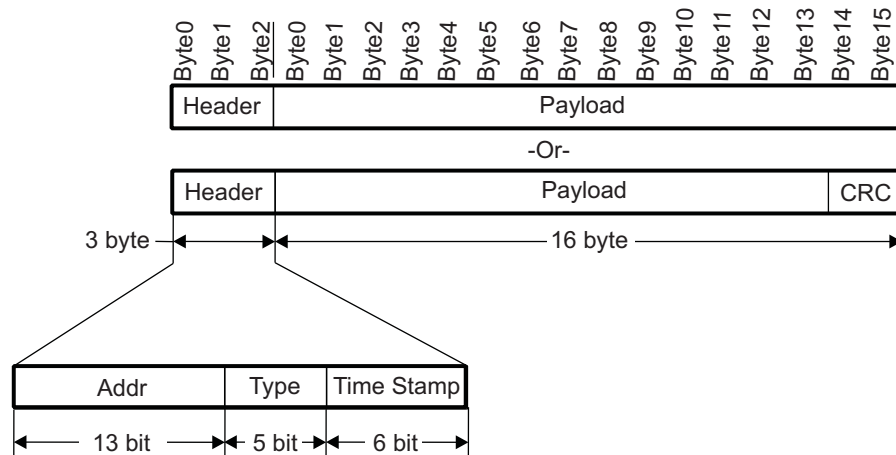 Byte0 Byte1 Byte2 Byte0 Byte1 Byte2 Byte3 Byte4 Byte5 Byte6 Byte7 Byte8 Byte9 Byte10 Byte11 Byte12 Byte13 Byte14 Byte15
Header Payload
-Or-
Header Payload CRC
3 byte 16 byte
Addr Type Time Stamp
13 bit 5 bit 6 bit